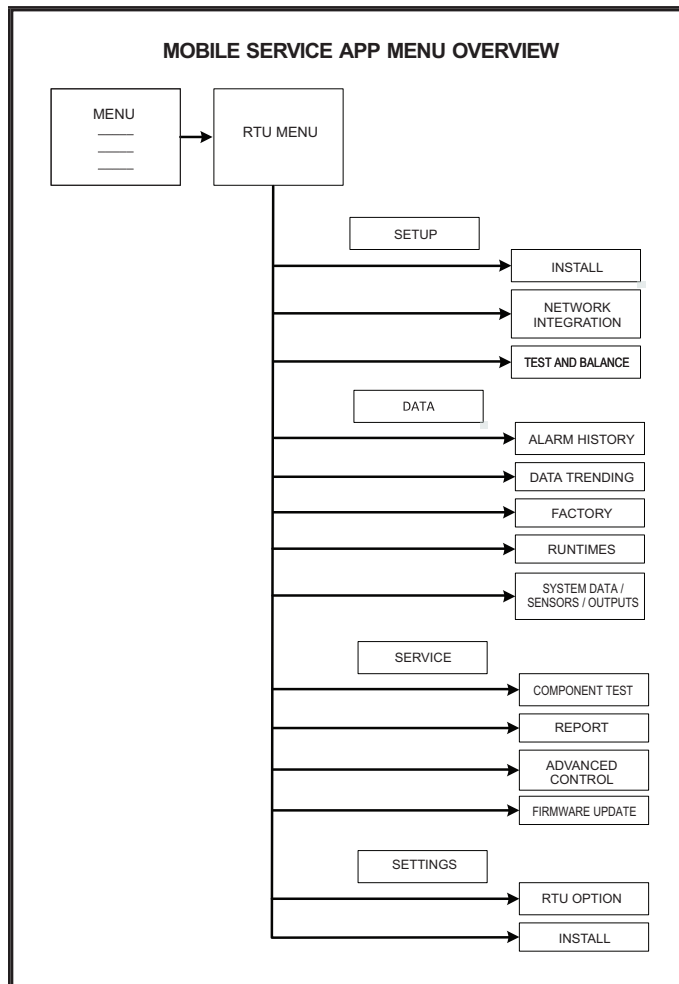 MOBILE SERVICE APP MENU OVERVIEW
MENU
RTU MENU
SETUP
INSTALL
NETWORK
INTEGRATION
TEST AND BALANCE
DATA
ALARM HISTORY
DATA TRENDING
FACTORY
RUNTIMES
SYSTEM DATA /
SENSORS / OUTPUTS
SERVICE
COMPONENT TEST
REPORT
ADVANCED
CONTROL
FIRMWARE UPDATE
SETTINGS
RTU OPTION
INSTALL